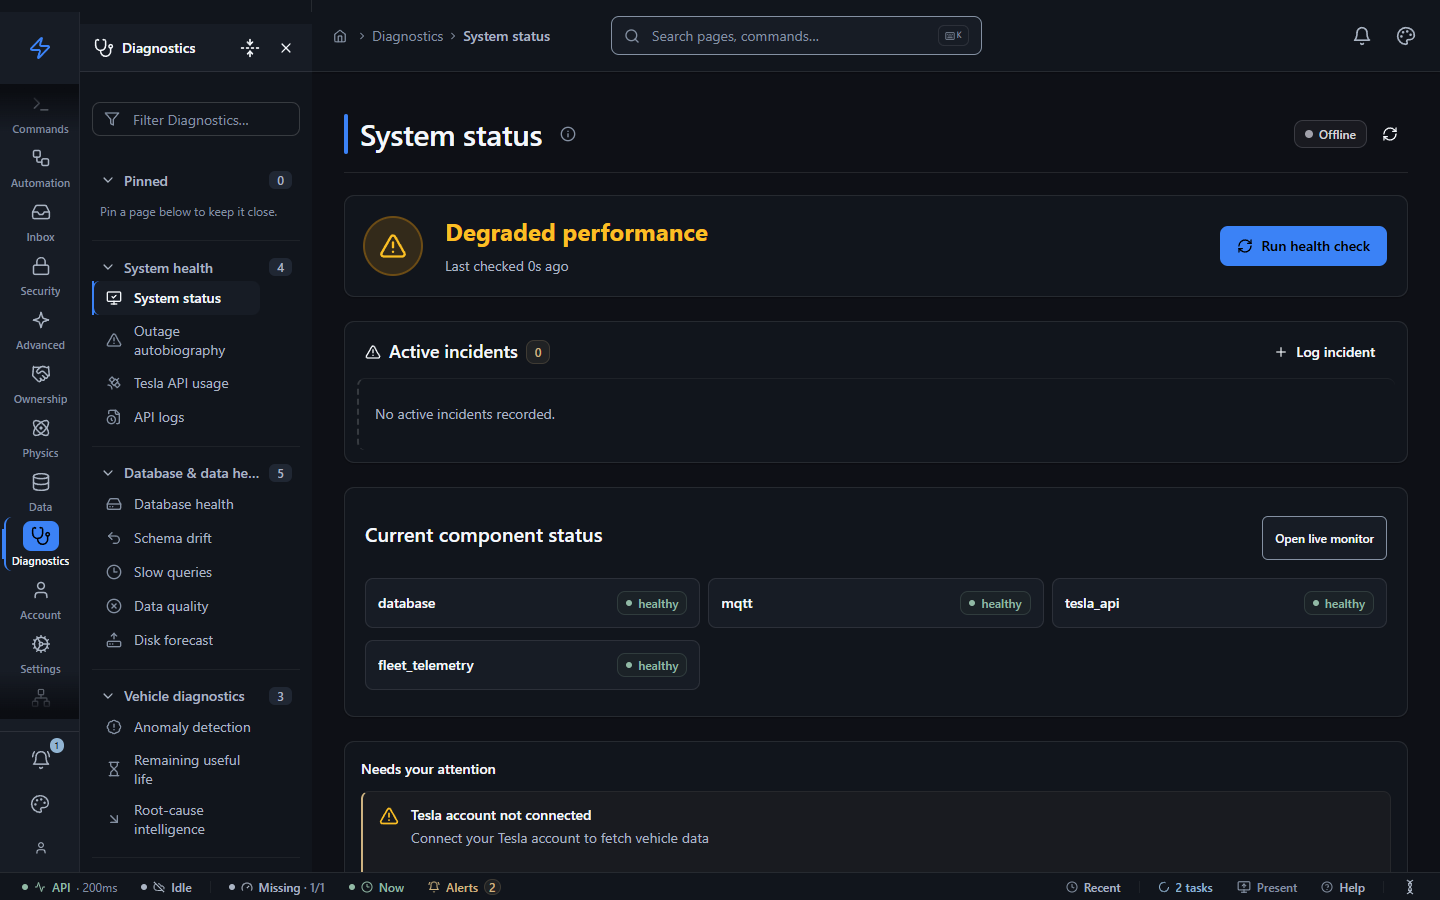 Diagnostics
Diagnostics
System status
Search pages, commands...
K
Commands
Automation
Inbox
Security
Advanced
Ownership
Physics
Data
Diagnostics
Account
Settings
1
Filter Diagnostics...
Pinned
0
Pin a page below to keep it close.
System health
4
System status
Outage
autobiography
Tesla API usage
API logs
Database & data he...
5
Database health
Schema drift
Slow queries
Data quality
Disk forecast
Vehicle diagnostics
3
Anomaly detection
Remaining useful
life
Root-cause
intelligence
System status
Offline
Degraded performance
Last checked 0s ago
Run health check
Active incidents
0
Log incident
No active incidents recorded.
Current component status
Open live monitor
database
healthy
mqtt
healthy
tesla_api
healthy
fleet_telemetry
healthy
Needs your attention
Tesla account not connected
Connect your Tesla account to fetch vehicle data
API · 200ms
Idle
Missing · 1/1
Now
Alerts
2
Recent
2 tasks
Present
Help